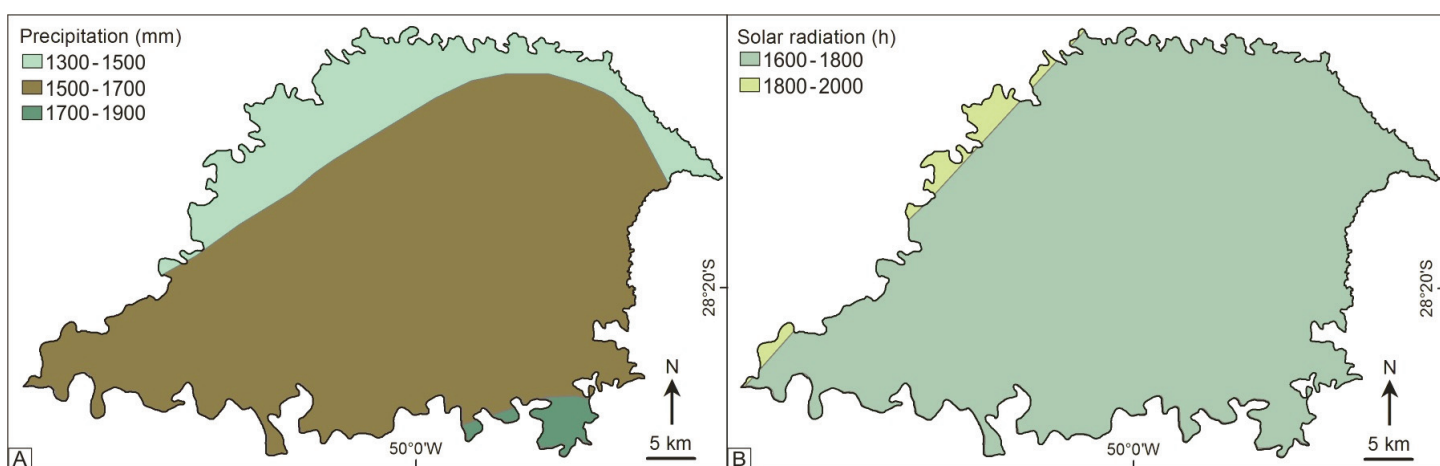 Precipitation (mm)
1300 - 1500
1500 - 1700
1700 - 1900
N
5 km
50°0'W
A
Solar radiation (h)
1600 - 1800
1800 - 2000
28°20'S
N
5 km
50°0'W
B
28°20'S